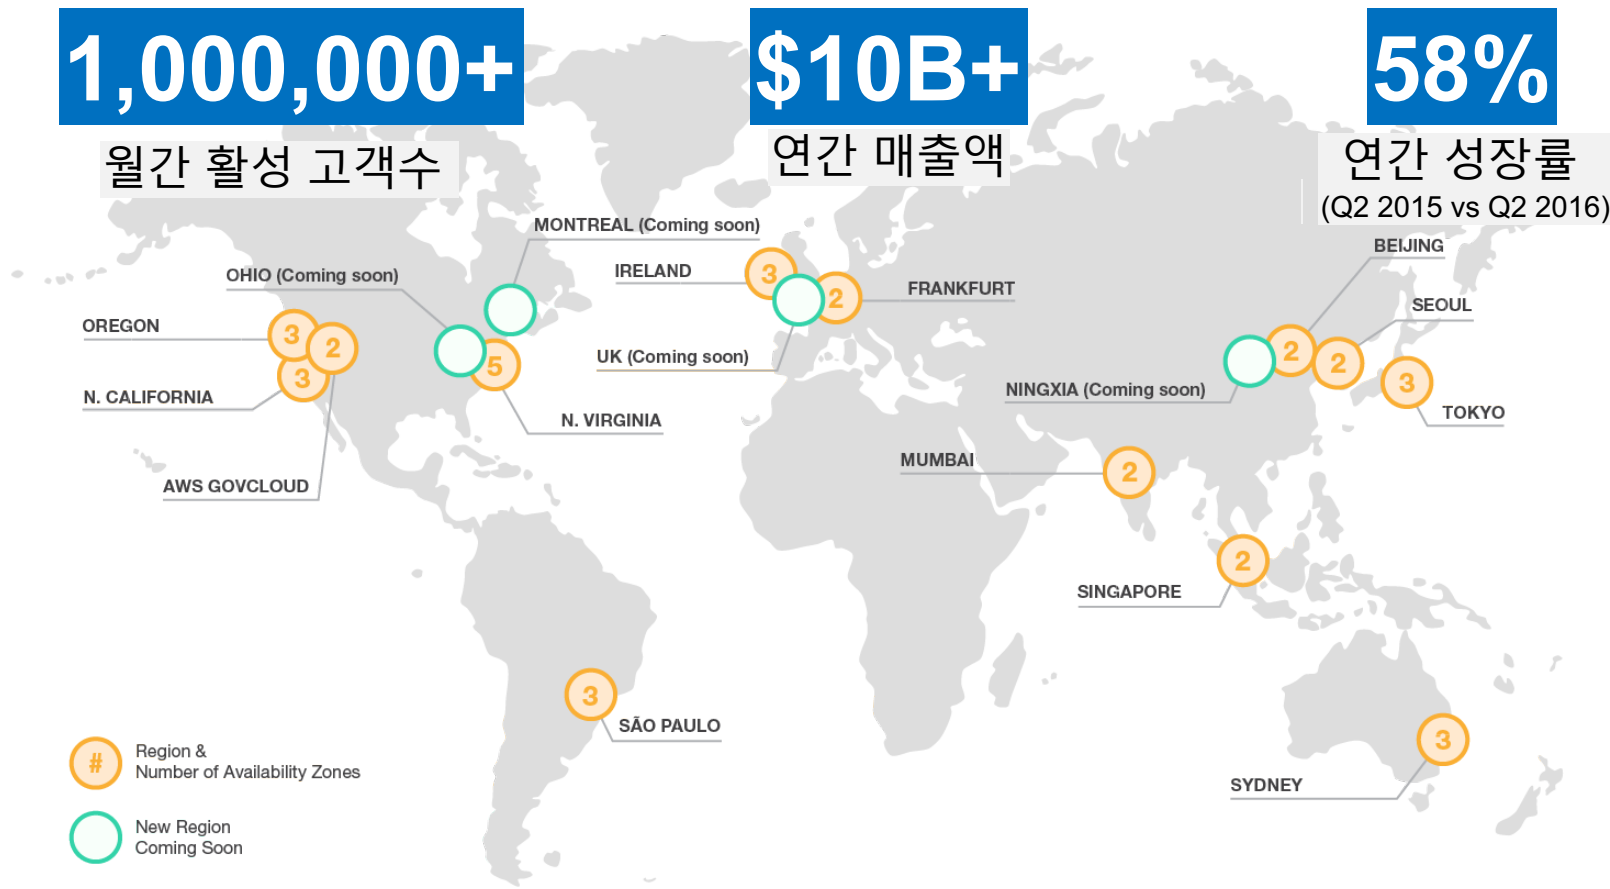 1,000,000+
월간 활성 고객수
$10B+
연간 매출액
58%
연간 성장률
(Q2 2015 vs Q2 2016)
MONTREAL (Coming soon)
OHIO (Coming soon)
OREGON
3
2
3
N. CALIFORNIA
AWS GOVCLOUD
5
N. VIRGINIA
IRELAND
3
2
FRANKFURT
UK (Coming soon)
BEIJING
SEOUL
2
2
3
NINGXIA (Coming soon)
TOKYO
MUMBAI
2
2
SINGAPORE
3
SÃO PAULO
3
SYDNEY
#
Region &
Number of Availability Zones
New Region
Coming Soon